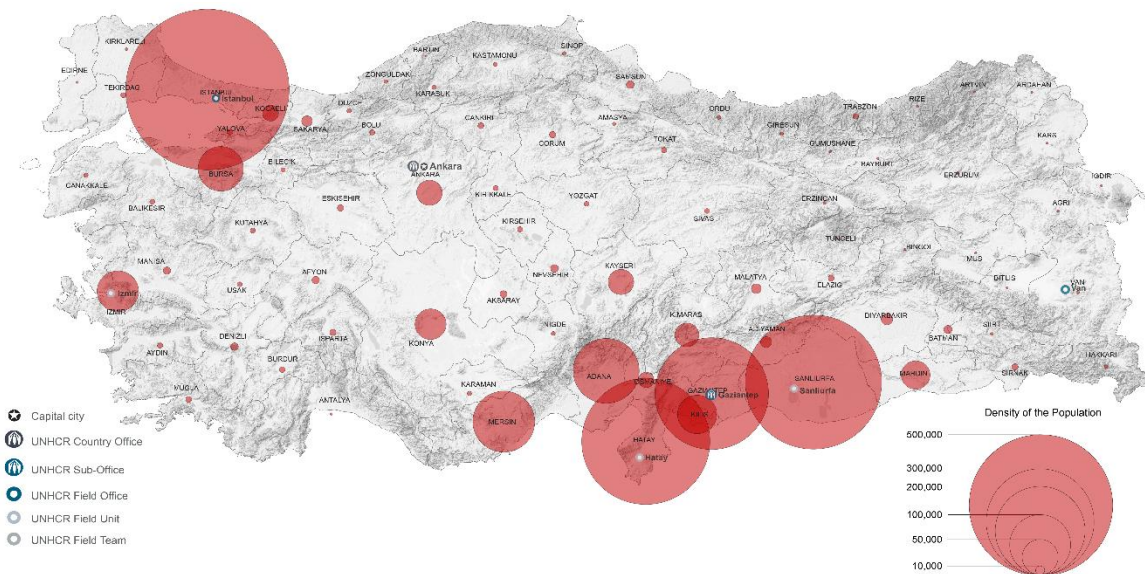 KIRKLARELI
EDIRNE
TEKIRDAG
ISTANBUL
Istanbul
KOCAELI
YALOVA
SAKARYA
DUZCE
BOLU
ZONGULDAK
BARTIN
KARABUK
KASTAMONU
SINOP
SAMSUN
CANKIRI
CORUM
AMASYA
TOKAT
ORDU
GIRESUN
TRABZON
RIZE
ARTVIN
ARDAHAN
GUMUSHANE
BAYBURT
KARS
IGDIR
AGRI
ERZURUM
ERZINCAN
CANAKKALE
BALIKESIR
BURSA
BILECIK
Ankara
ANKARA
KIRIKKALE
YOZGAT
SIVAS
ESKISEHIR
KUTAHYA
KIRSEHIR
TUNCELI
BINGOL
MUS
BITLIS
VAN
Van
MANISA
USAK
AFYON
NEVSEHIR
KAYSERI
MALATYA
ELAZIG
Izmir
IZMIR
AKSARAY
KONYA
NIGDE
K.MARAS
ADIYAMAN
DIYARBAKIR
BATMAN
SIIRT
HAKKARI
AYDIN
DENIZLI
ISPARTA
BURDUR
MUGLA
ANTALYA
KARAMAN
MERSIN
ADANA
OSMANIYE
GAZIANTEP
Gaziantep
KILIS
SANLIURFA
Sanliurfa
MARDIN
SIRNAK
HATAY
Hatay
Capital city
UNHCR Country Office
UNHCR Sub-Office
UNHCR Field Office
UNHCR Field Unit
UNHCR Field Team
Density of the Population
500,000
300,000
200,000
100,000
50,000
10,000